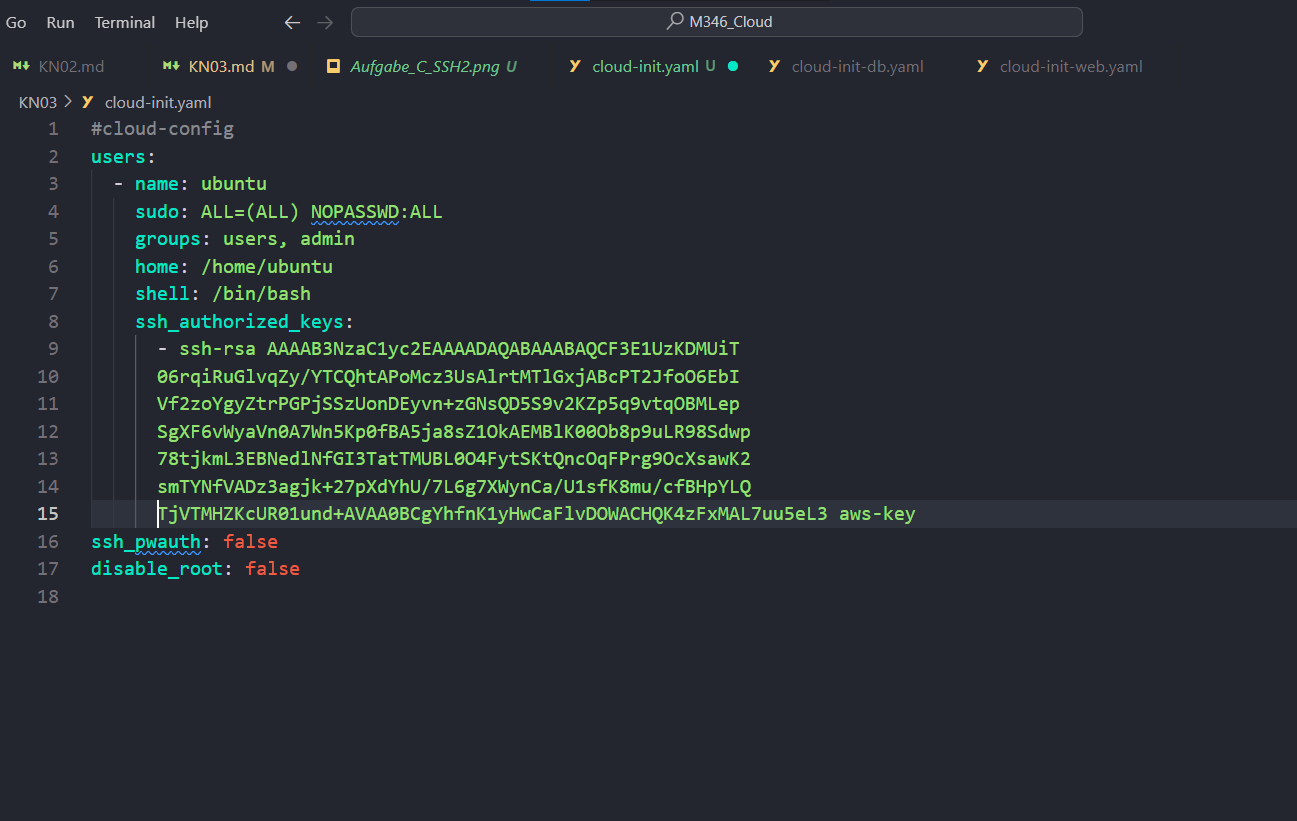 Go Run Terminal Help M346_Cloud
KN02.md KN03.md M Aufgabe_C_SSH2.png U cloud-init.yaml U cloud-init-db.yaml cloud-init-web.yaml
KN03 > cloud-init.yaml
1 #cloud-config
2 users:
3 - name: ubuntu
4 sudo: ALL=(ALL) NOPASSWD:ALL
5 groups: users, admin
6 home: /home/ubuntu
7 shell: /bin/bash
8 ssh_authorized_keys:
9 - ssh-rsa AAAAB3NzaC1yc2EAAAADAQABAAABAQCF3E1UzKDMUiT
10 06rqiRuGlvqZy/YTCQhtAPoMcz3UsAlrtMTlGxjABcPT2JfoO6EbI
11 Vf2zoYgyZtrPGPjSSzUonDEyvn+zGNsQD5S9v2KZp5q9vtqOBMLep
12 SgXF6vWyaVn0A7Wn5Kp0fBA5ja8sZ1OkAEMBlK00Ob8p9uLR98Sdwp
13 78tjkmL3EBNedlNfGI3TatTMUBL0O4FytSKtQncOqFPrg9OcXsawK2
14 smTYNfVADz3agjk+27pXdYhU/7L6g7XWynCa/U1sfK8mu/cfBHpYLQ
15 TjVTMHZKcUR01und+AVAA0BCgYhfnK1yHwCaFlvDOWACHQK4zFxMAL7uu5eL3 aws-key
16 ssh_pwauth: false
17 disable_root: false
18